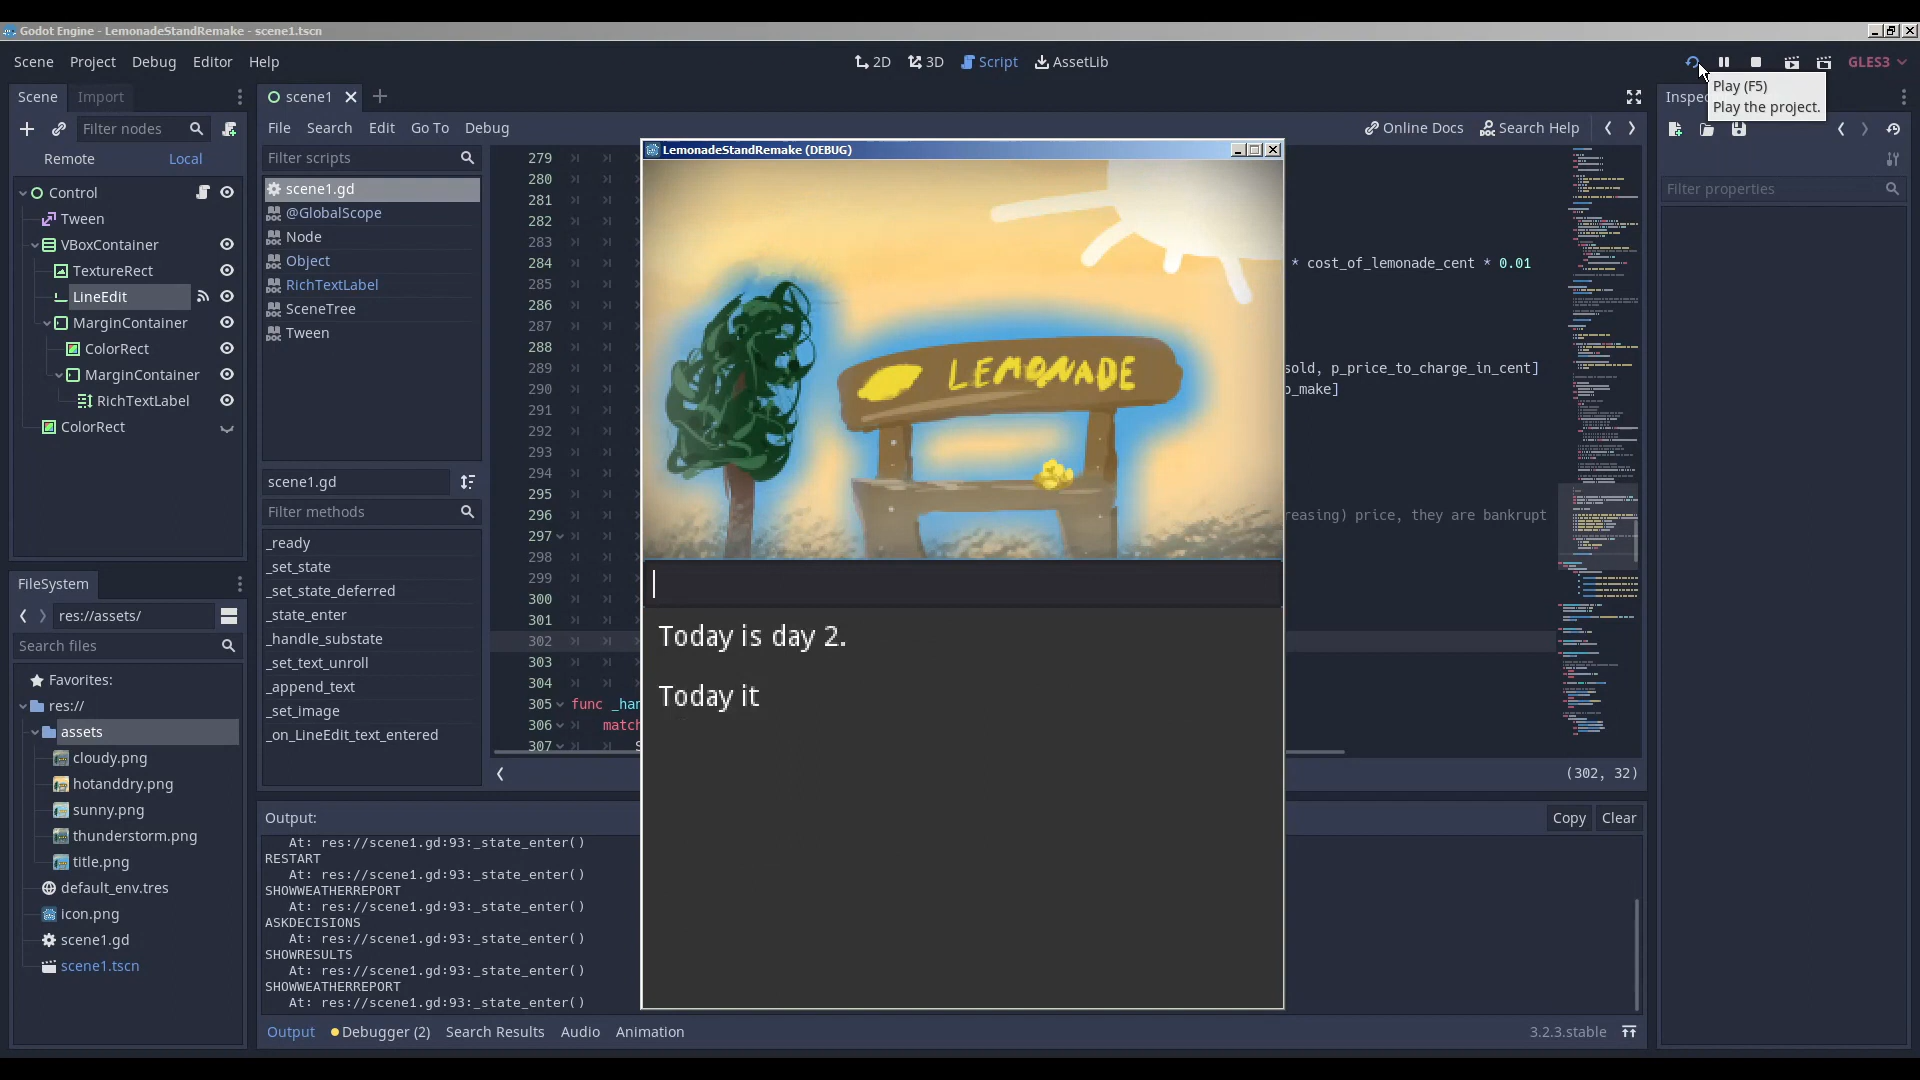 Godot Engine - LemonadeStandRemake - scene1.tscn
Scene Project Debug Editor Help
2D 3D Script AssetLib
GLES3
Play (F5)
Play the project.
Scene Import
Filter nodes
Remote Local
Control
Tween
VBoxContainer
TextureRect
LineEdit
MarginContainer
ColorRect
MarginContainer
RichTextLabel
ColorRect
FileSystem
res://assets/
Search files
Favorites:
res://
assets
cloudy.png
hotanddry.png
sunny.png
thunderstorm.png
title.png
default_env.tres
icon.png
scene1.gd
scene1.tscn
scene1
File Search Edit Go To Debug
Online Docs Search Help
Filter scripts
scene1.gd
@GlobalScope
Node
Object
RichTextLabel
SceneTree
Tween
scene1.gd
Filter methods
_ready
_set_state
_set_state_deferred
_state_enter
_handle_substate
_set_text_unroll
_append_text
_set_image
_on_LineEdit_text_entered
279
280
281
282
283
284 * cost_of_lemonade_cent * 0.01
285
286
287
288
289 sold, p_price_to_charge_in_cent]
290 o_make]
291
292
293
294
295
296 reasing) price, they are bankrupt
297
298
299
300
301
302
303
304
305 func _han
306 match
307 S
(302, 32)
LemonadeStandRemake (DEBUG)
LEMONADE
Today is day 2.
Today it
Output:
Copy Clear
At: res://scene1.gd:93:_state_enter()
RESTART
At: res://scene1.gd:93:_state_enter()
SHOWWEATHERREPORT
At: res://scene1.gd:93:_state_enter()
ASKDECISIONS
At: res://scene1.gd:93:_state_enter()
SHOWRESULTS
At: res://scene1.gd:93:_state_enter()
SHOWWEATHERREPORT
At: res://scene1.gd:93:_state_enter()
Output Debugger (2) Search Results Audio Animation
3.2.3.stable
Inspec
Filter properties